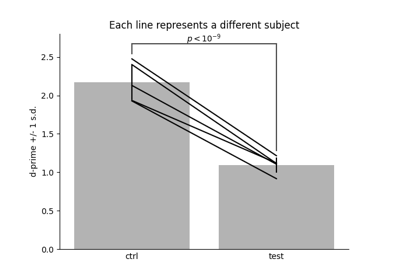 Each line represents a different subject
p < 10⁻⁹
2.5
2.0
1.5
1.0
0.5
0.0
d-prime +/- 1 s.d.
ctrl test